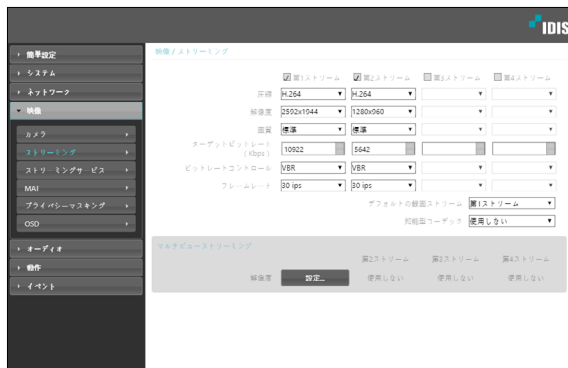 IDIS
簡単設定
システム
ネットワーク
映像
カメラ
ストリーミング
ストリーミングサービス
MAI
プライバシーマスキング
OSD
オーディオ
動作
イベント
映像 / ストリーミング
第1ストリーム 第2ストリーム 第3ストリーム 第4ストリーム
圧縮 H.264 H.264
解像度 2592x1944 1280x960
画質 標準 標準
ターゲットビットレート
(Kbps) 10922 5642
ビットレートコントロール VBR VBR
フレームレート 30 ips 30 ips
デフォルトの録画ストリーム 第1ストリーム
知能型コーデック 使用しない
マルチビューストリーミング
第2ストリーム 第3ストリーム 第4ストリーム
解像度 設定... 使用しない 使用しない 使用しない